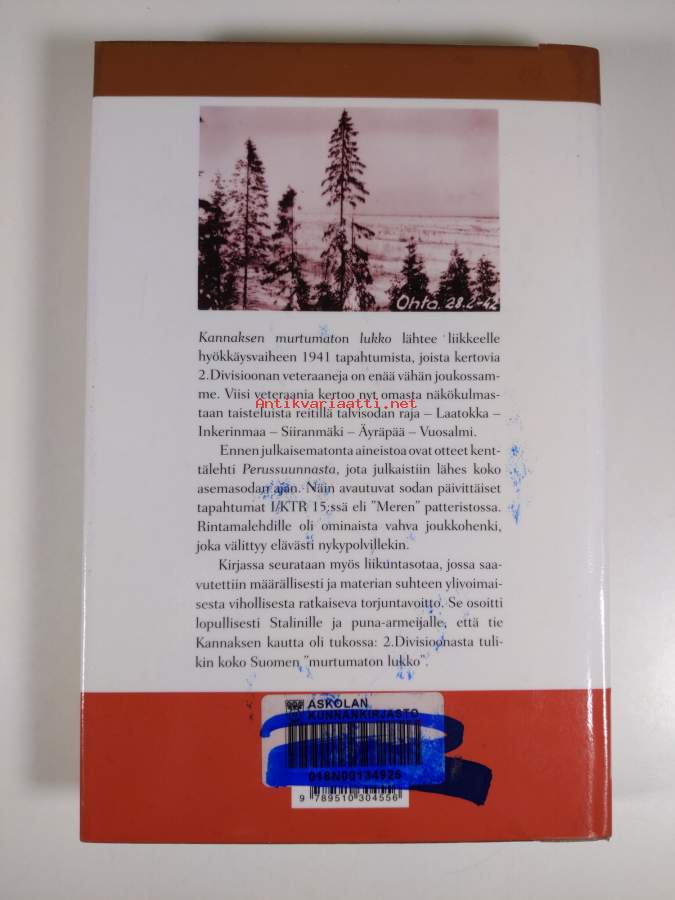 Ohta. 28.2-42
Kannaksen murtumaton lukko lähtee liikkeelle
hyökkäysvaiheen 1941 tapahtumista, joista kertovia
2.Divisioonan veteraaneja on enää vähän joukossam-
me. Viisi veteraania kertoo nyt omasta näkökulmas-
Antikvariaatti.net
taan taisteluista reitillä talvisodan raja – Laatokka –
Inkerinmaa – Siiranmäki – Äyräpää – Vuosalmi.
Ennen julkaisematonta aineistoa ovat otteet kent-
tälehti Perussuunnasta, jota julkaistiin lähes koko
asemasodan ajan. Näin avautuvat sodan päivittäiset
tapahtumat I/KTR 15:ssä eli "Meren" patteristossa.
Rintamalehdille oli ominaista vahva joukkohenki,
joka välittyy elävästi nykypolvillekin.
Kirjassa seurataan myös liikuntasotaa, jossa saa-
vutettiin määrällisesti ja materian suhteen ylivoimai-
sesta vihollisesta ratkaiseva torjuntavoitto. Se osoitti
lopullisesti Stalinille ja puna-armeijalle, että tie
Kannaksen kautta oli tukossa: 2.Divisioonasta tuli-
kin koko Suomen "murtumaton lukko".
ASKOLAN
KUNNANKIRJASTO
018N00134926
9 789510 304556